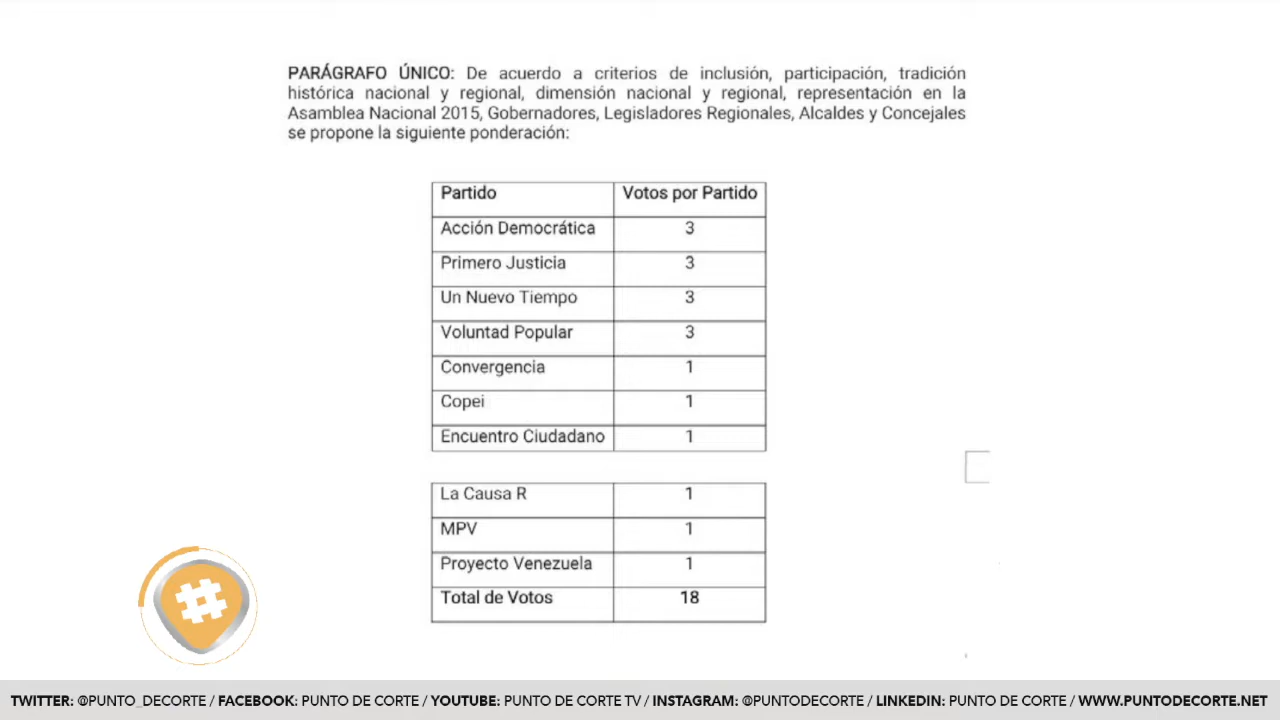 PARÁGRAFO ÚNICO: De acuerdo a criterios de inclusión, participación, tradición
histórica nacional y regional, dimensión nacional y regional, representación en la
Asamblea Nacional 2015, Gobernadores, Legisladores Regionales, Alcaldes y Concejales
se propone la siguiente ponderación:
Partido Votos por Partido
Acción Democrática 3
Primero Justicia 3
Un Nuevo Tiempo 3
Voluntad Popular 3
Convergencia 1
Copei 1
Encuentro Ciudadano 1
La Causa R 1
MPV 1
Proyecto Venezuela 1
Total de Votos 18
#
TWITTER: @PUNTO_DECORTE / FACEBOOK: PUNTO DE CORTE / YOUTUBE: PUNTO DE CORTE TV / INSTAGRAM: @PUNTODECORTE / LINKEDIN: PUNTO DE CORTE / WWW.PUNTODECORTE.NET